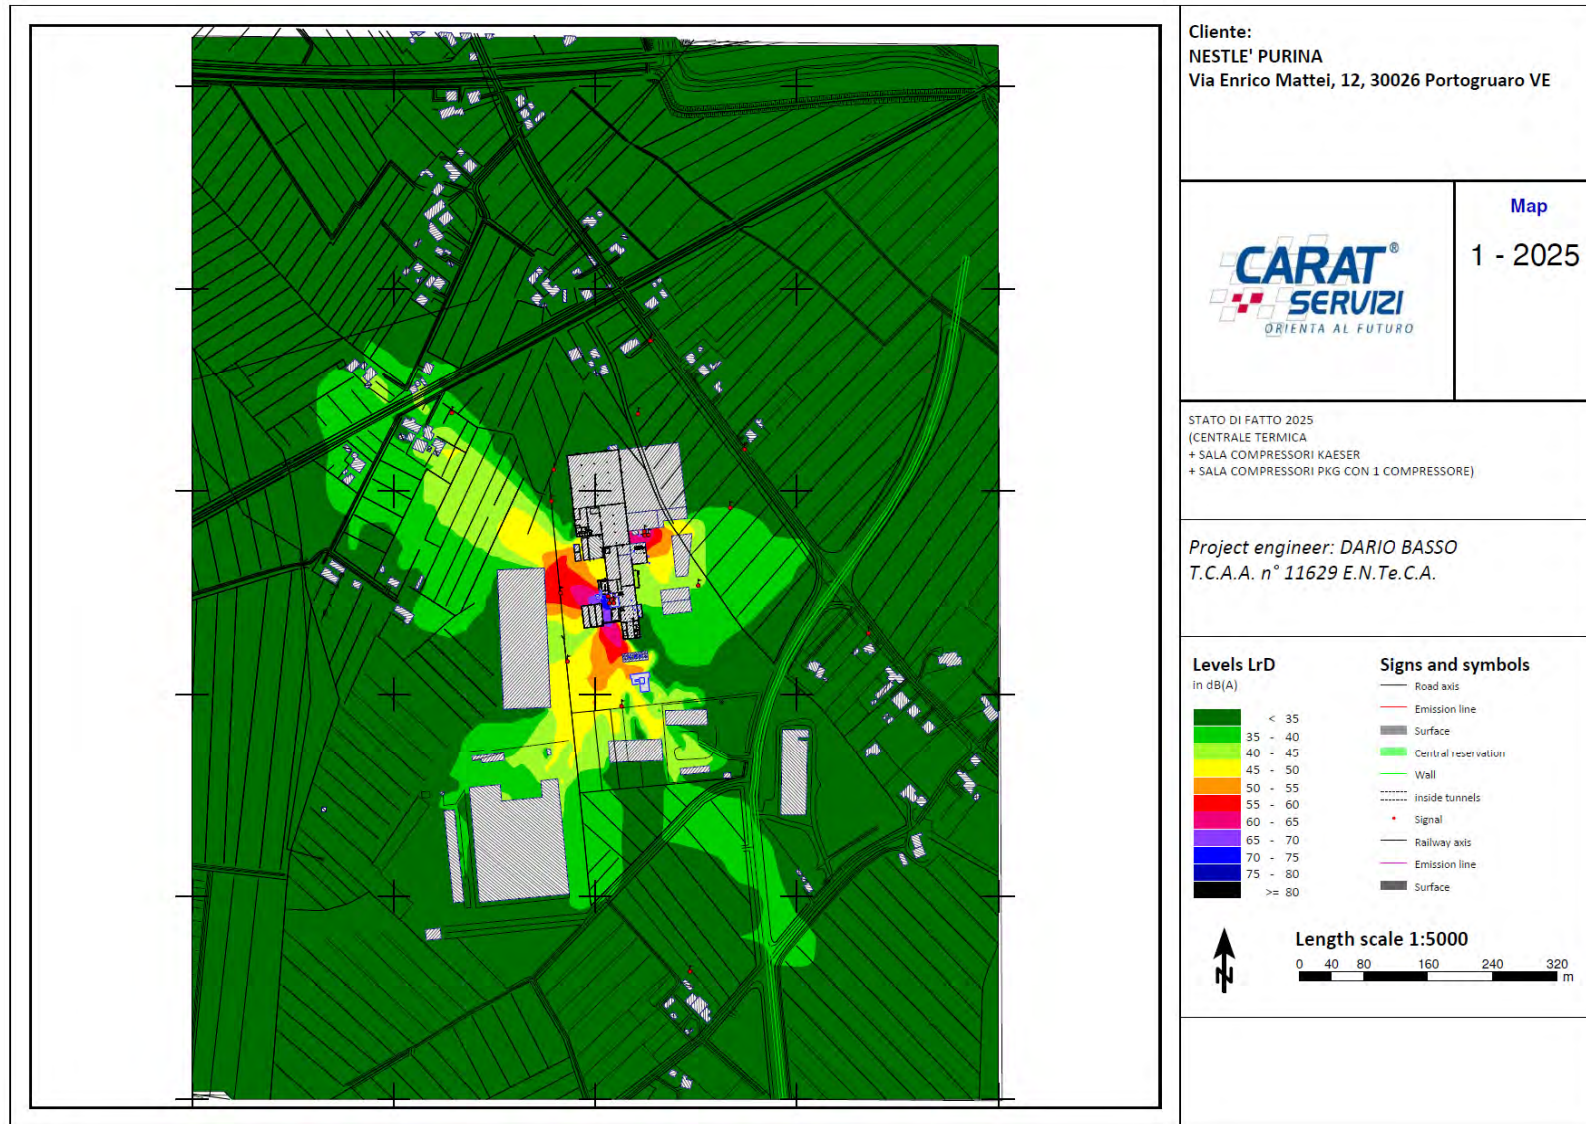 Cliente:
NESTLE' PURINA
Via Enrico Mattei, 12, 30026 Portogruaro VE
CARAT®
SERVIZI
ORIENTA AL FUTURO
Map
1 - 2025
STATO DI FATTO 2025
(CENTRALE TERMICA
+ SALA COMPRESSORI KAESER
+ SALA COMPRESSORI PKG CON 1 COMPRESSORE)
Project engineer: DARIO BASSO
T.C.A.A. n° 11629 E.N.Te.C.A.
Levels LrD
in dB(A)
< 35
35 - 40
40 - 45
45 - 50
50 - 55
55 - 60
60 - 65
65 - 70
70 - 75
75 - 80
>= 80
Signs and symbols
Road axis
Emission line
Surface
Central reservation
Wall
inside tunnels
Signal
Railway axis
Emission line
Surface
N
Length scale 1:5000
0 40 80 160 240 320
m